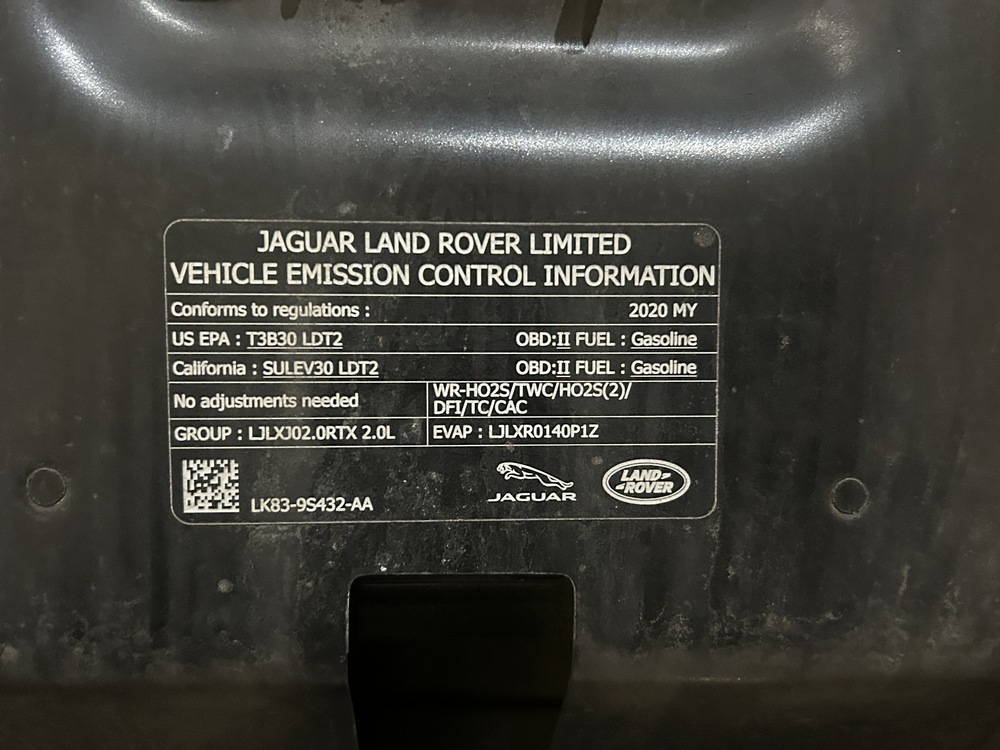 JAGUAR LAND ROVER LIMITED
VEHICLE EMISSION CONTROL INFORMATION
Conforms to regulations : 2020 MY
US EPA : T3B30 LDT2 OBD:II FUEL : Gasoline
California : SULEV30 LDT2 OBD:II FUEL : Gasoline
No adjustments needed
WR-HO2S/TWC/HO2S(2)/
DFI/TC/CAC
GROUP : LJLXJ02.0RTX 2.0L EVAP : LJLXR0140P1Z
LK83-9S432-AA
JAGUAR
LAND-
-ROVER